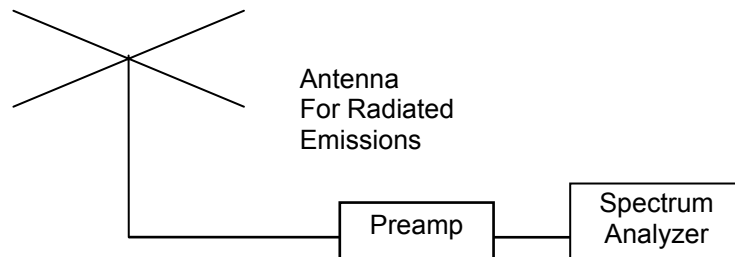 Antenna
For Radiated
Emissions
Preamp
Spectrum
Analyzer